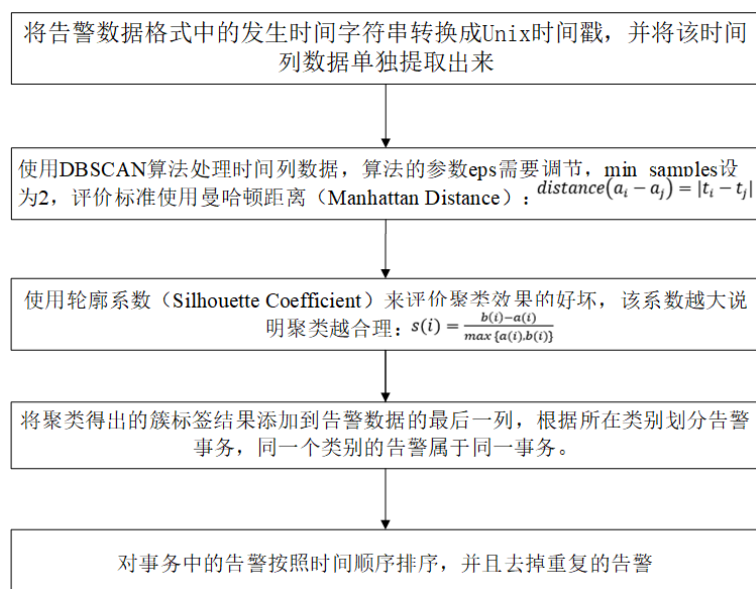 将告警数据格式中的发生时间字符串转换成Unix时间戳，并将该时间
列数据单独提取出来
使用DBSCAN算法处理时间列数据，算法的参数eps需要调节，min_samples设
为2，评价标准使用曼哈顿距离（Manhattan Distance）：distance(a_i − a_j) = |t_i − t_j|
使用轮廓系数（Silhouette Coefficient）来评价聚类效果的好坏，该系数越大说
明聚类越合理：s(i) = \frac{b(i)−a(i)}{max{a(i),b(i)}}
将聚类得出的簇标签结果添加到告警数据的最后一列，根据所在类别划分告警
事务，同一个类别的告警属于同一事务。
对事务中的告警按照时间顺序排序，并且去掉重复的告警